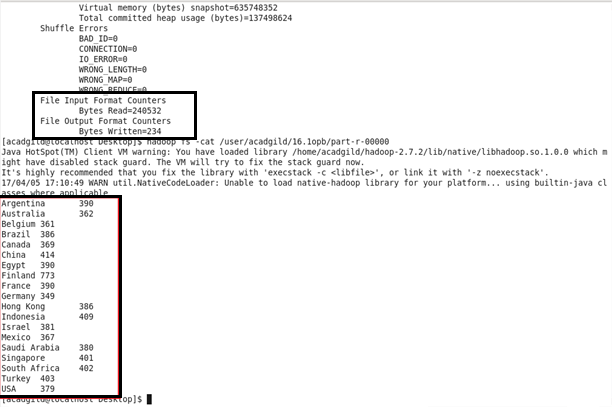 Virtual memory (bytes) snapshot=635748352
Total committed heap usage (bytes)=137498624
Shuffle Errors
BAD_ID=0
CONNECTION=0
IO_ERROR=0
WRONG_LENGTH=0
WRONG_MAP=0
WRONG_REDUCE=0
File Input Format Counters
Bytes Read=240532
File Output Format Counters
Bytes Written=234
[acadgild@localhost Desktop]$ hadoop fs -cat /user/acadgild/16.1opb/part-r-00000
Java HotSpot(TM) Client VM warning: You have loaded library /home/acadgild/hadoop-2.7.2/lib/native/libhadoop.so.1.0.0 which m
ight have disabled stack guard. The VM will try to fix the stack guard now.
It's highly recommended that you fix the library with 'execstack -c <libfile>', or link it with '-z noexecstack'.
17/04/05 17:10:49 WARN util.NativeCodeLoader: Unable to load native-hadoop library for your platform... using builtin-java cl
asses where applicable
Argentina 390
Australia 362
Belgium 361
Brazil 386
Canada 369
China 414
Egypt 390
Finland 773
France 390
Germany 349
Hong Kong 386
Indonesia 409
Israel 381
Mexico 367
Saudi Arabia 380
Singapore 401
South Africa 402
Turkey 403
USA 379
[acadgild@localhost Desktop]$